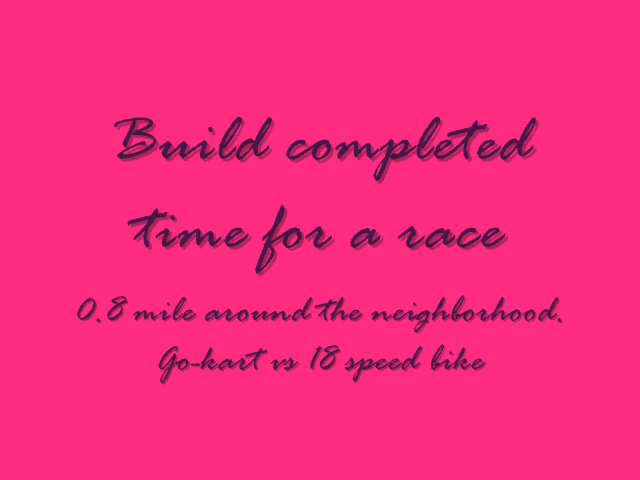 Build completed
time for a race
0.8 mile around the neighborhood.
Go-kart vs 18 speed bike